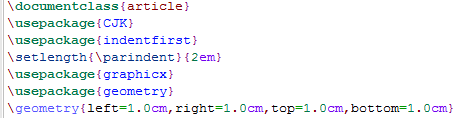 \documentclass{article}
\usepackage{CJK}
\usepackage{indentfirst}
\setlength{\parindent}{2em}
\usepackage{graphicx}
\usepackage{geometry}
\geometry{left=1.0cm,right=1.0cm,top=1.0cm,bottom=1.0cm}